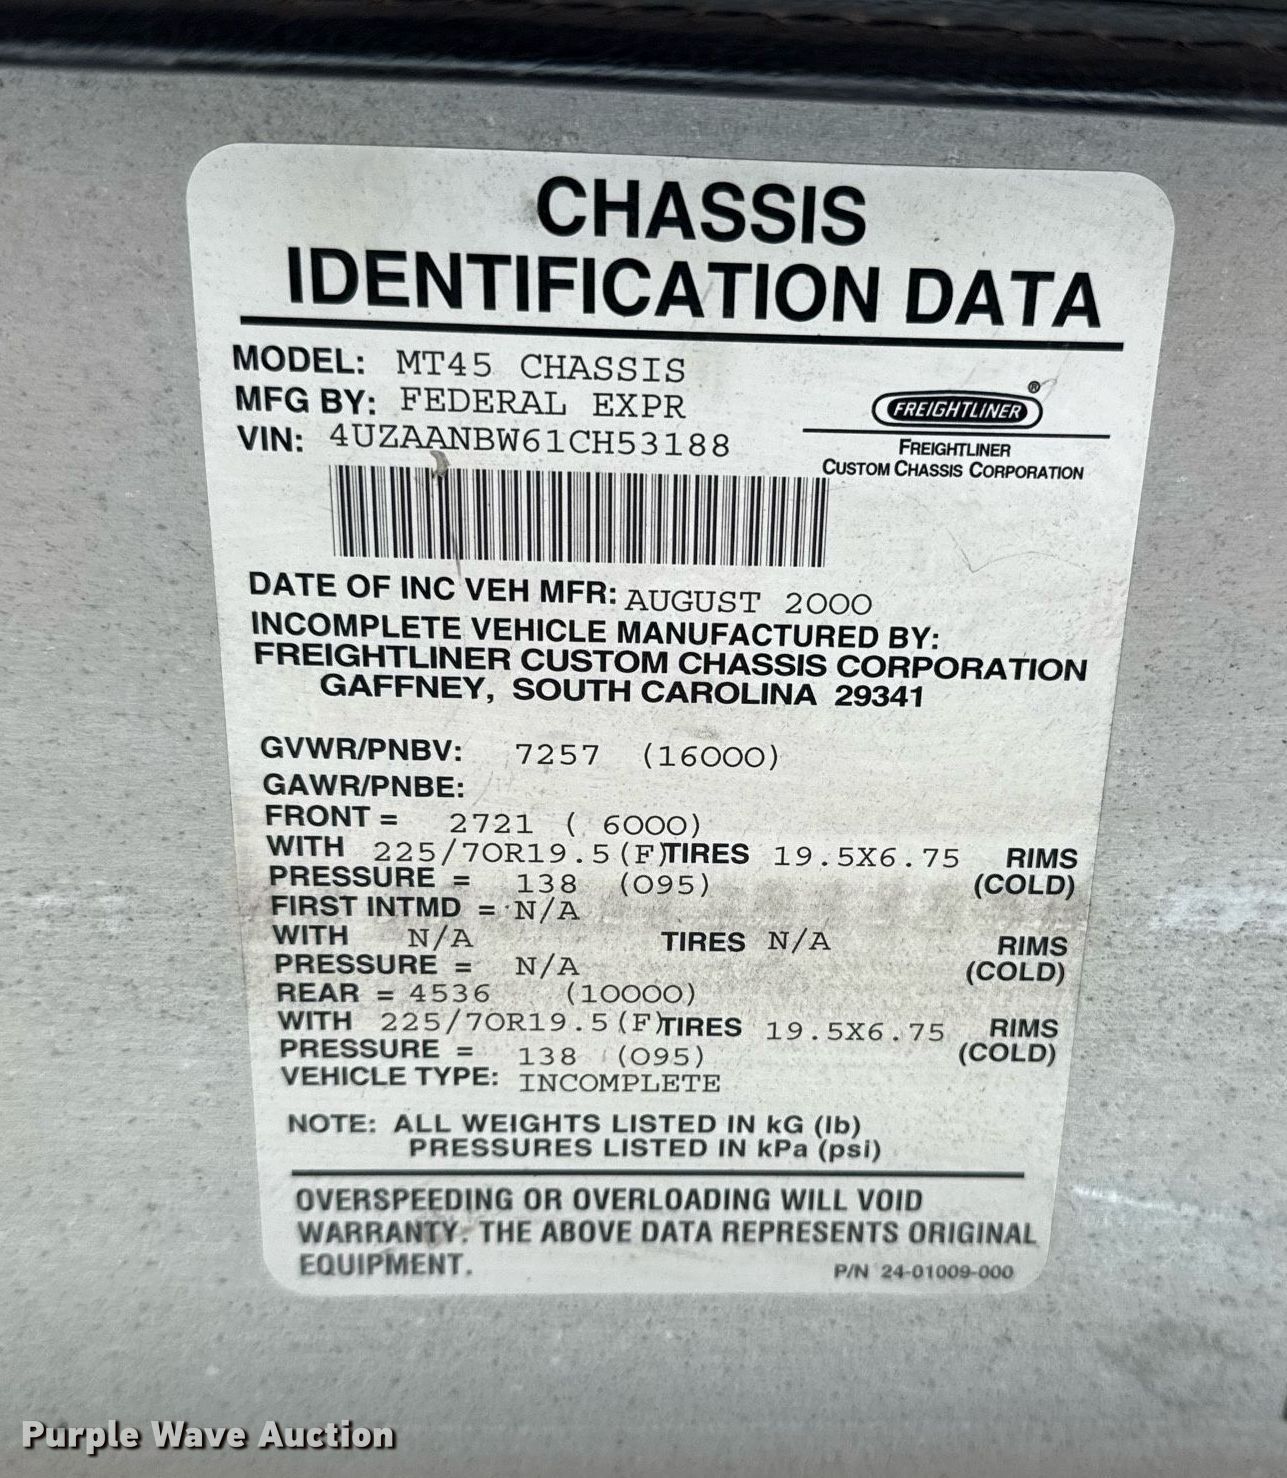 CHASSIS
IDENTIFICATION DATA
MODEL: MT45 CHASSIS
MFG BY: FEDERAL EXPR
VIN: 4UZAANBW61CH53188
FREIGHTLINER ®
FREIGHTLINER
CUSTOM CHASSIS CORPORATION
DATE OF INC VEH MFR: AUGUST 2000
INCOMPLETE VEHICLE MANUFACTURED BY:
FREIGHTLINER CUSTOM CHASSIS CORPORATION
GAFFNEY, SOUTH CAROLINA 29341
GVWR/PNBV: 7257 (16000)
GAWR/PNBE:
FRONT = 2721 ( 6000)
WITH 225/70R19.5(F)TIRES 19.5X6.75 RIMS
PRESSURE = 138 (095) (COLD)
FIRST INTMD = N/A
WITH N/A TIRES N/A RIMS
PRESSURE = N/A (COLD)
REAR = 4536 (10000)
WITH 225/70R19.5(F)TIRES 19.5X6.75 RIMS
PRESSURE = 138 (095) (COLD)
VEHICLE TYPE: INCOMPLETE
NOTE: ALL WEIGHTS LISTED IN kG (lb)
PRESSURES LISTED IN kPa (psi)
OVERSPEEDING OR OVERLOADING WILL VOID
WARRANTY. THE ABOVE DATA REPRESENTS ORIGINAL
EQUIPMENT.
P/N 24-01009-000
Purple Wave Auction